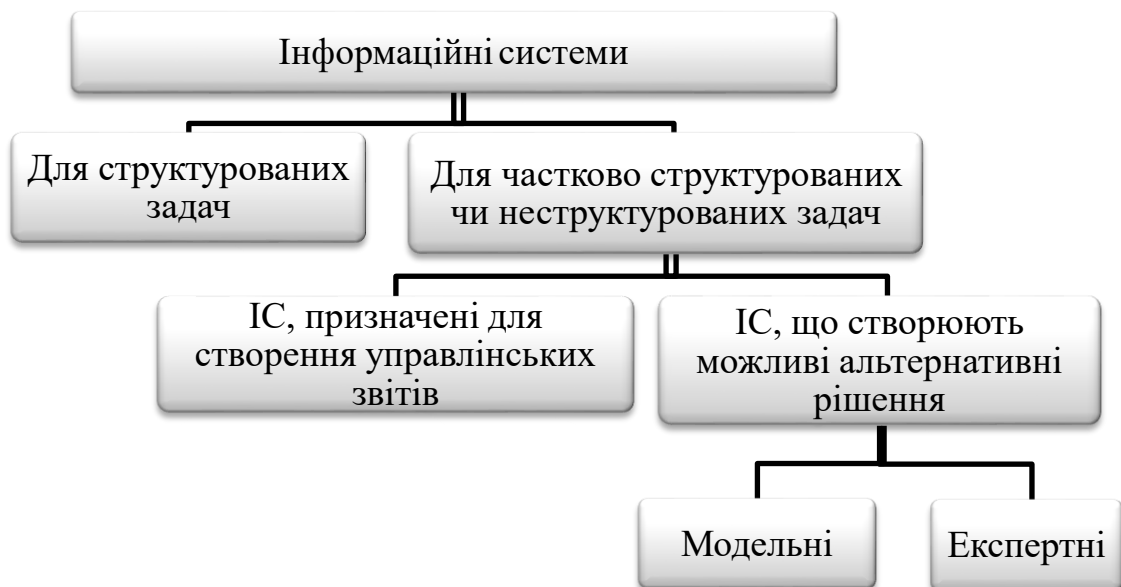 Інформаційні системи
Для структурованих
задач
Для частково структурованих
чи неструктурованих задач
ІС, призначені для
створення управлінських
звітів
ІС, що створюють
можливі альтернативні
рішення
Модельні
Експертні